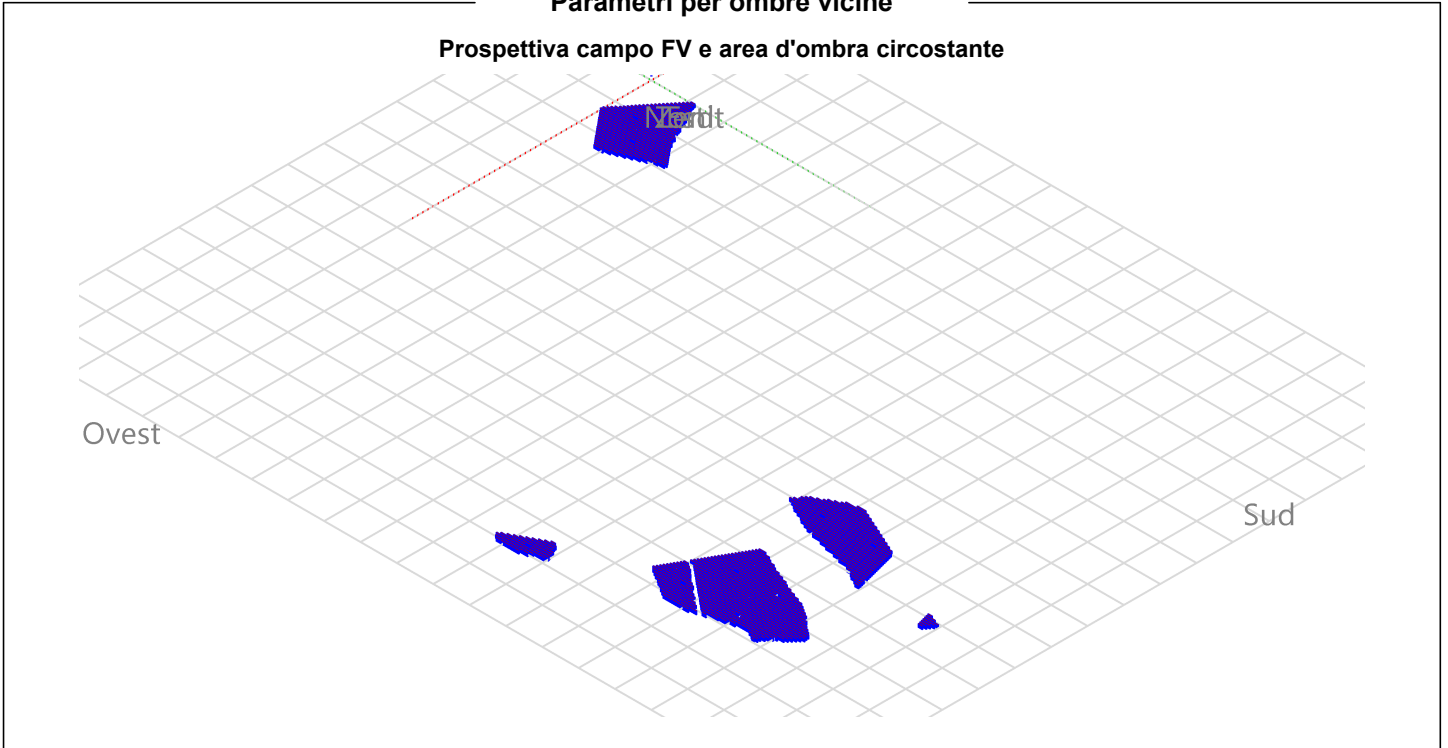 Parametri per ombre vicine
Prospettiva campo FV e area d'ombra circostante
Ovest
Sud